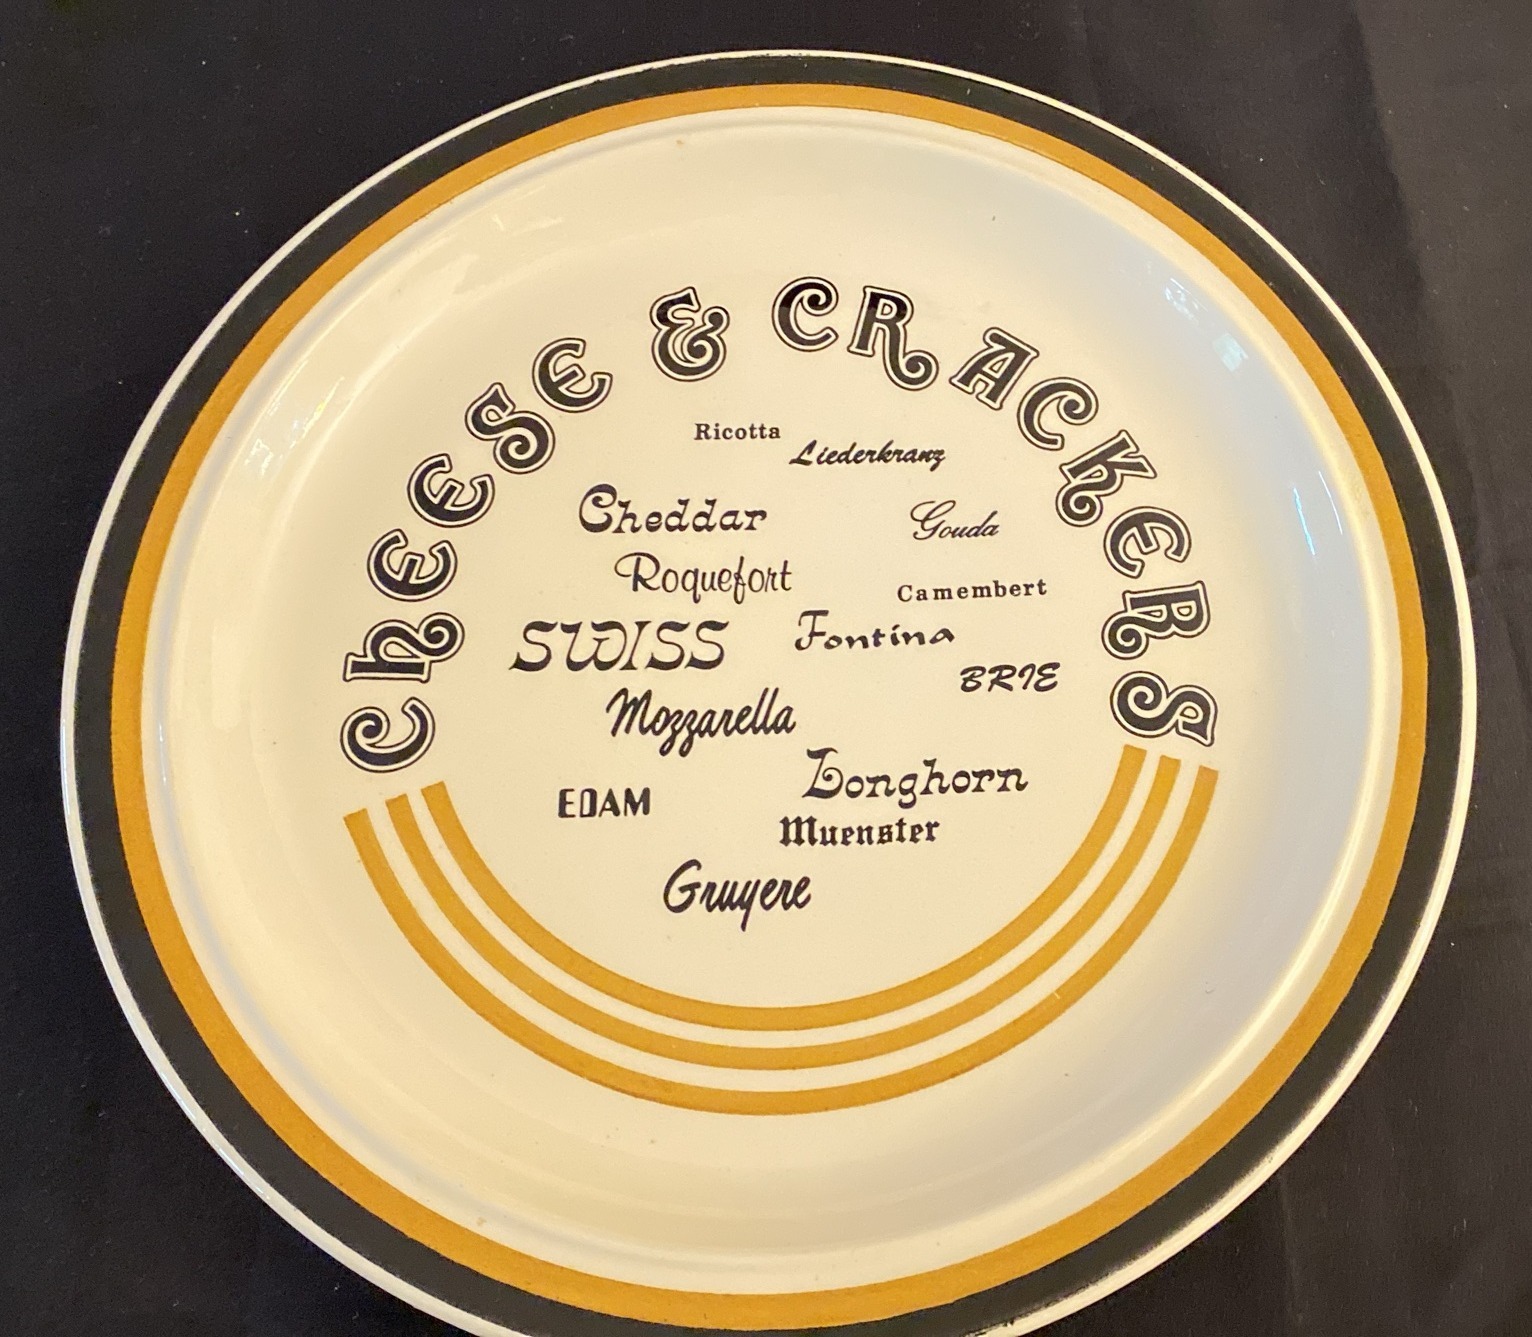 CHEESE & CRACKERS
Ricotta
Liederkranz
Cheddar
Gouda
Roquefort
Camembert
SWISS
Fontina
BRIE
Mozzarella
Longhorn
EDAM
Muenster
Gruyere